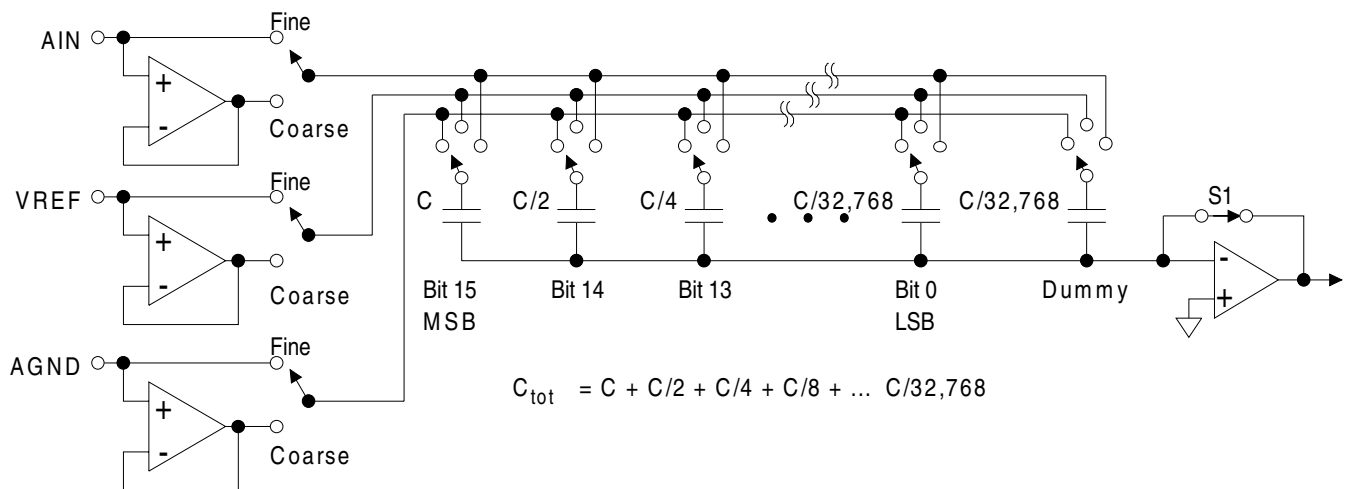 Fine
AIN
+
-
Coarse
Fine
VREF
+
-
Coarse
Fine
AGND
+
-
Coarse
C
C/2
C/4
• • •
C/32,768
C/32,768
S1
-
+
Bit 15
MSB
Bit 14
Bit 13
Bit 0
LSB
Dummy
Ctot = C + C/2 + C/4 + C/8 + ... C/32,768